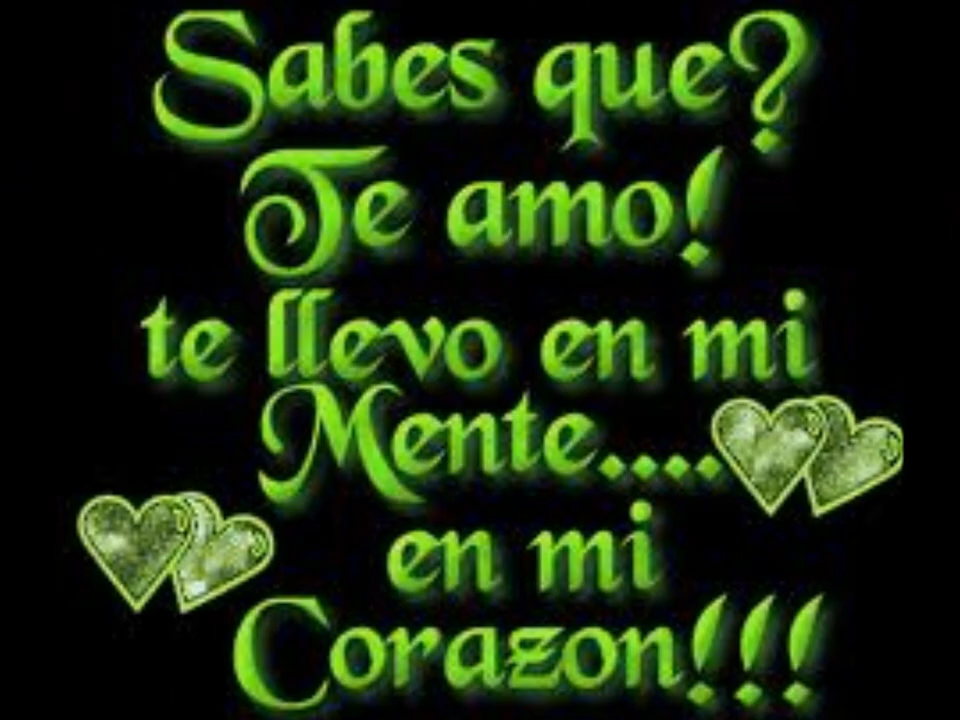 Sabes que?
Te amo!
te llevo en mi
Mente....
en mi
Corazon!!!